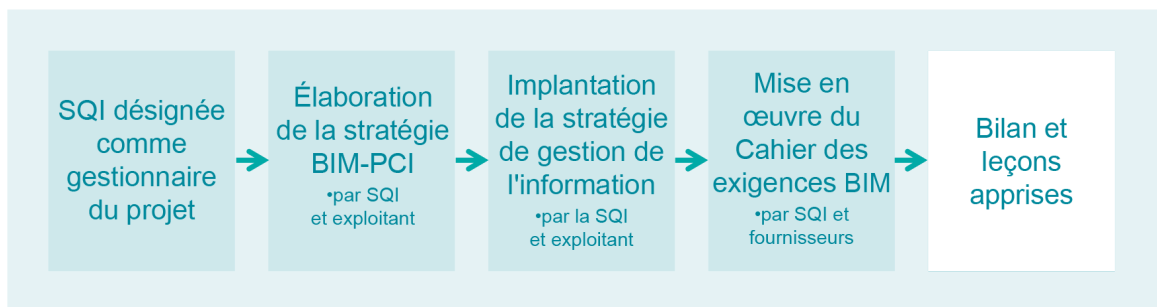 SQI désignée
comme
gestionnaire
du projet
Élaboration
de la stratégie
BIM-PCI
•par SQI
et exploitant
Implantation
de la stratégie
de gestion de
l'information
•par la SQI
et exploitant
Mise en
œuvre du
Cahier des
exigences BIM
•par SQI et
fournisseurs
Bilan et
leçons
apprises